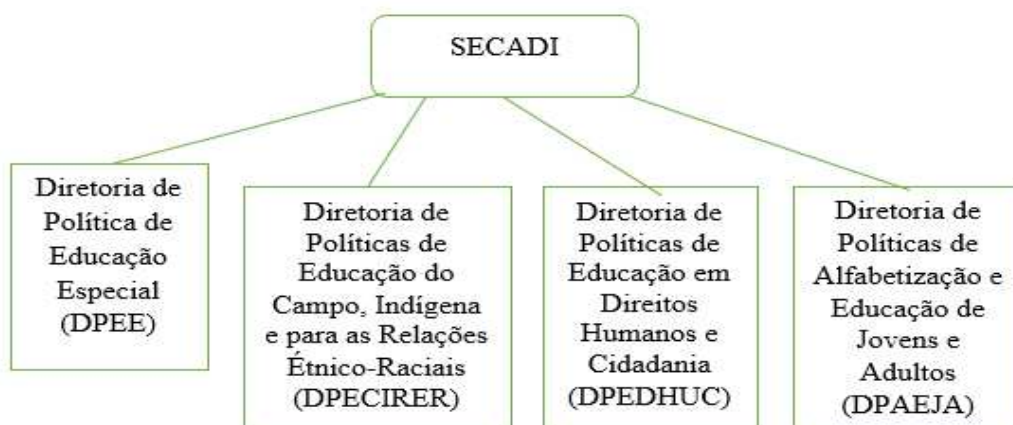 SECADI
Diretoria de
Política de
Educação
Especial
(DPEE)
Diretoria de
Políticas de
Educação do
Campo, Indígena
e para as Relações
Étnico-Raciais
(DPECIRER)
Diretoria de
Políticas de
Educação em
Direitos
Humanos e
Cidadania
(DPEDHUC)
Diretoria de
Políticas de
Alfabetização e
Educação de
Jovens e
Adultos
(DPAEJA)